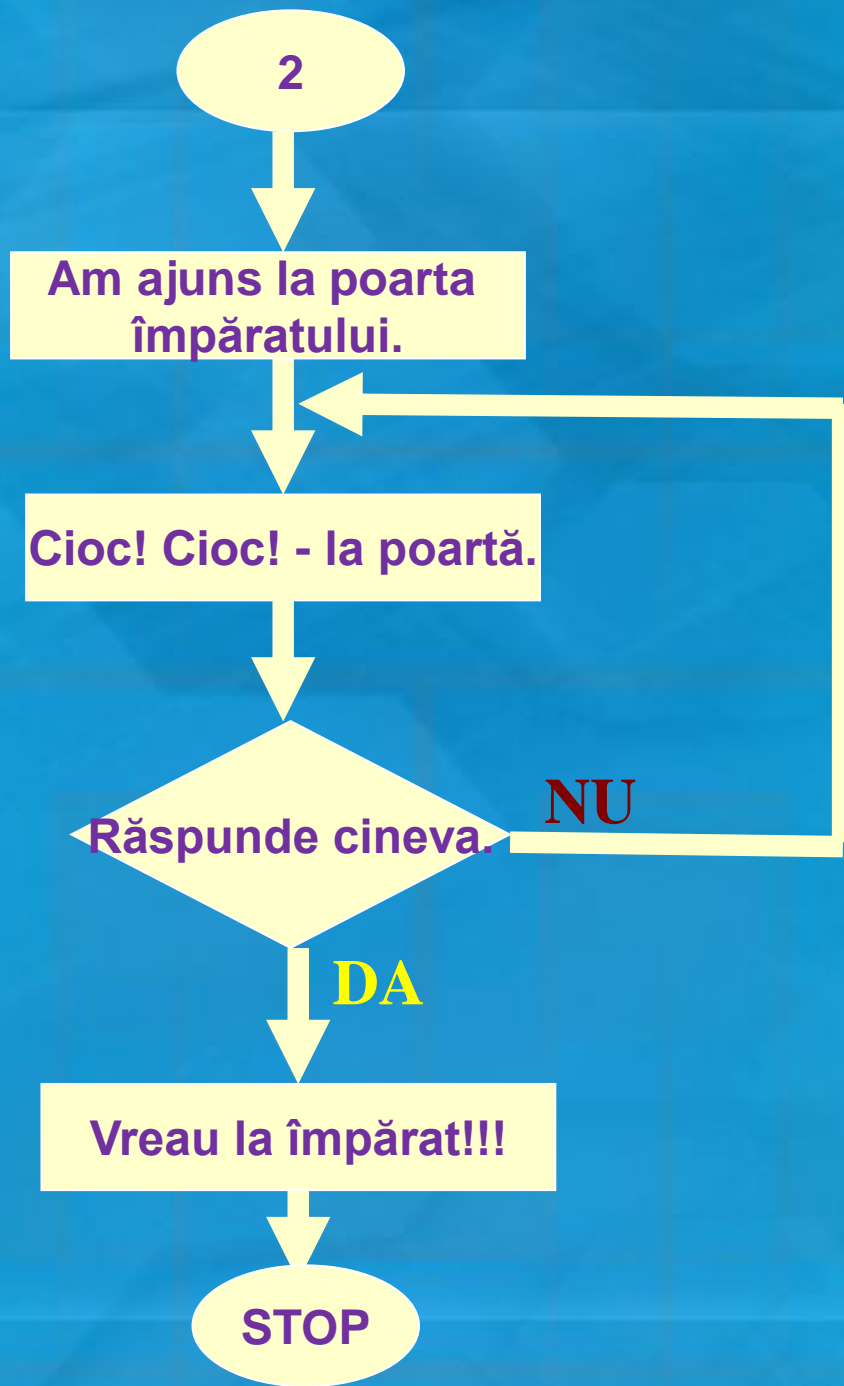 2
Am ajuns la poarta
împăratului.
Cioc! Cioc! - la poartă.
Răspunde cineva.
NU
DA
Vreau la împărat!!!
STOP